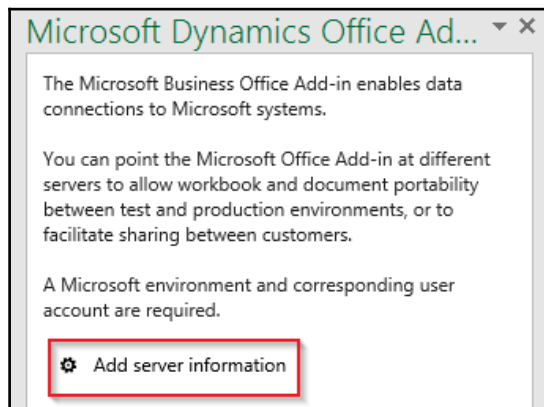 Microsoft Dynamics Office Ad...
The Microsoft Business Office Add-in enables data
connections to Microsoft systems.
You can point the Microsoft Office Add-in at different
servers to allow workbook and document portability
between test and production environments, or to
facilitate sharing between customers.
A Microsoft environment and corresponding user
account are required.
Add server information